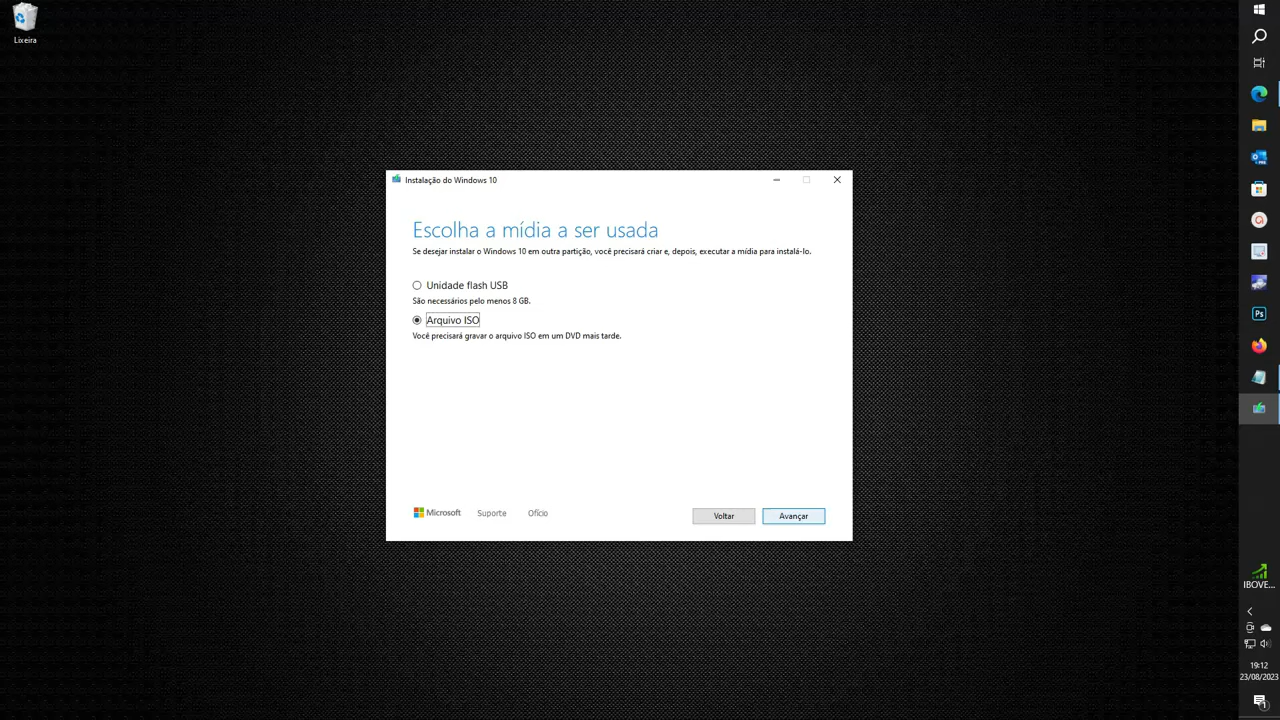 Lixeira
Instalação do Windows 10
Escolha a mídia a ser usada
Se desejar instalar o Windows 10 em outra partição, você precisará criar e, depois, executar a mídia para instalá-lo.
Unidade flash USB
São necessários pelo menos 8 GB.
Arquivo ISO
Você precisará gravar o arquivo ISO em um DVD mais tarde.
Microsoft Suporte Ofício
Voltar Avançar
Ps
IBOVE...
19:12
23/08/2023
1